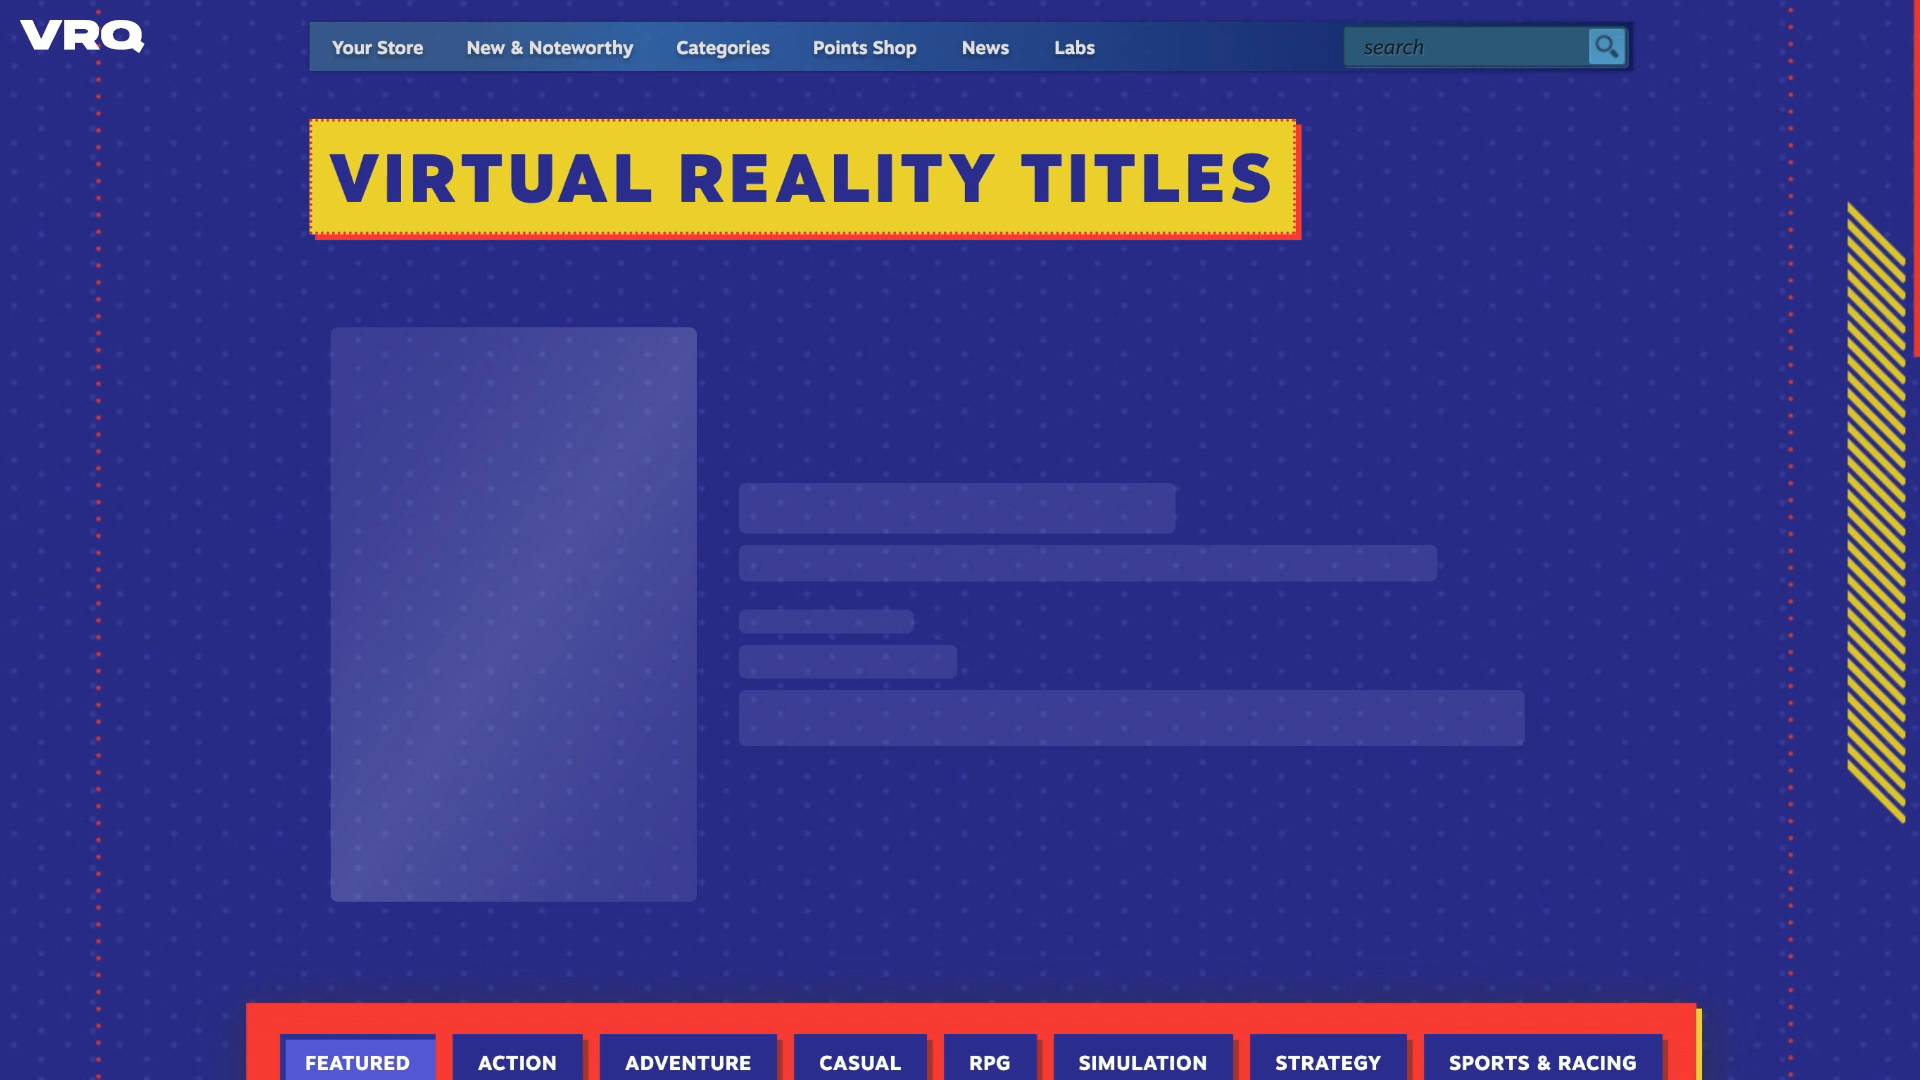 VRQ
Your Store New & Noteworthy Categories Points Shop News Labs search
VIRTUAL REALITY TITLES
FEATURED ACTION ADVENTURE CASUAL RPG SIMULATION STRATEGY SPORTS & RACING